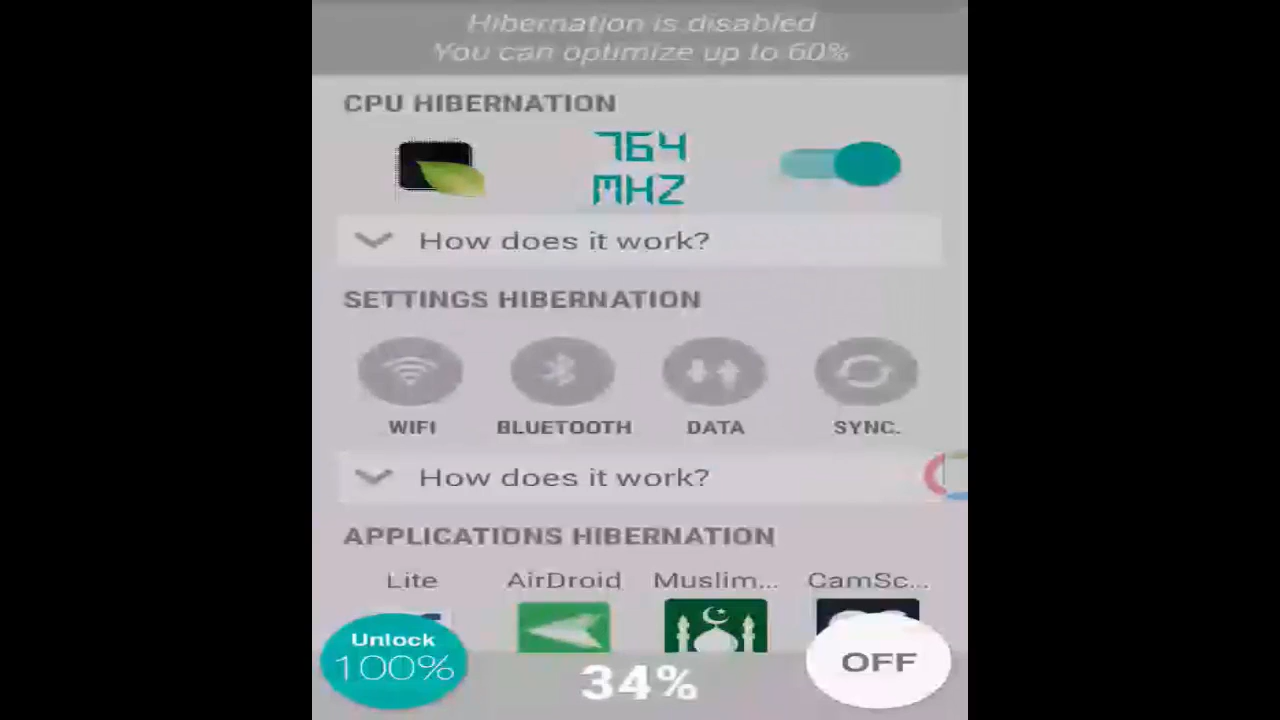 Hibernation is disabled
You can optimize up to 60%
CPU HIBERNATION
764
MHZ
How does it work?
SETTINGS HIBERNATION
WIFI BLUETOOTH DATA SYNC.
How does it work?
APPLICATIONS HIBERNATION
Lite AirDroid Muslim... CamSc...
Unlock
100%
34%
OFF